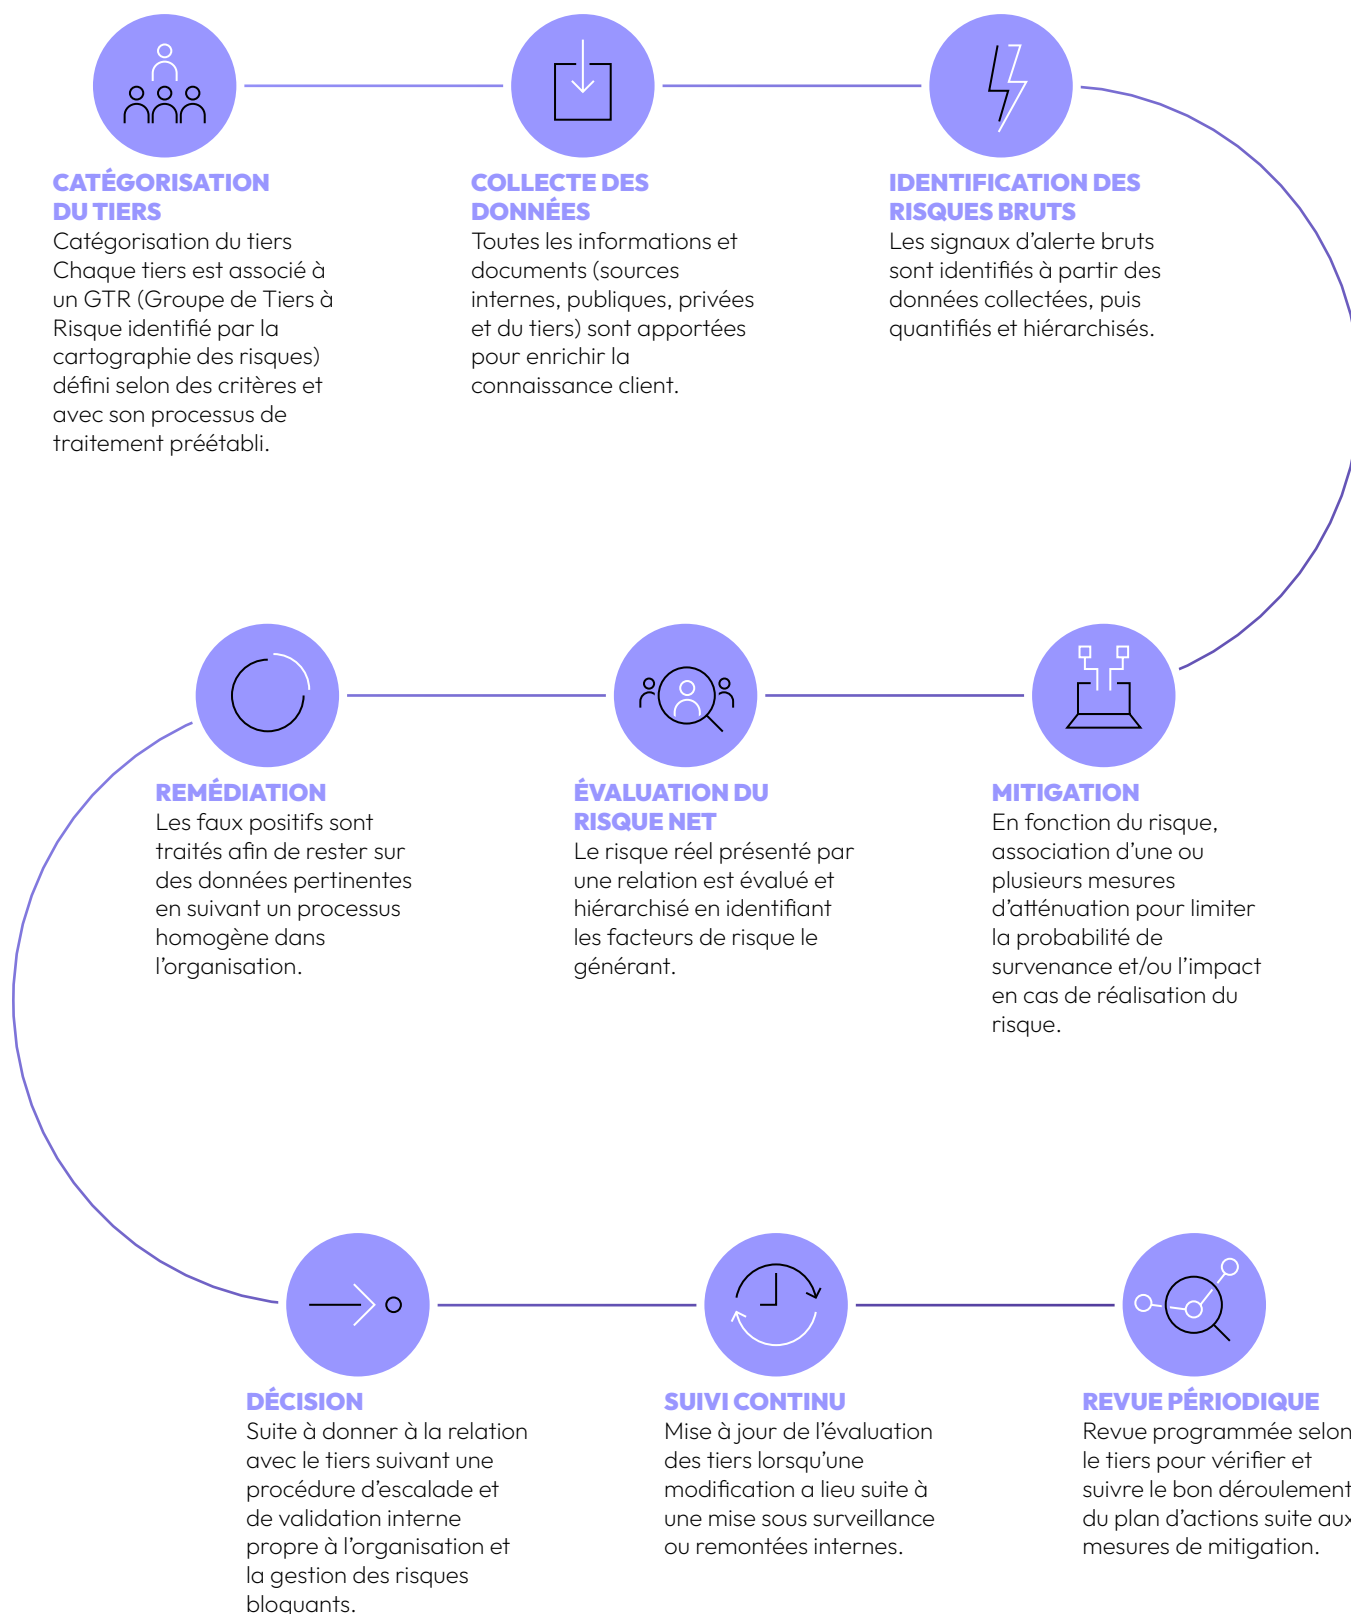 CATÉGORISATION
DU TIERS
Catégorisation du tiers
Chaque tiers est associé à
un GTR (Groupe de Tiers à
Risque identifié par la
cartographie des risques)
défini selon des critères et
avec son processus de
traitement préétabli.
COLLECTE DES
DONNÉES
Toutes les informations et
documents (sources
internes, publiques, privées
et du tiers) sont apportées
pour enrichir la
connaissance client.
IDENTIFICATION DES
RISQUES BRUTS
Les signaux d’alerte bruts
sont identifiés à partir des
données collectées, puis
quantifiés et hiérarchisés.
REMÉDIATION
Les faux positifs sont
traités afin de rester sur
des données pertinentes
en suivant un processus
homogène dans
l’organisation.
ÉVALUATION DU
RISQUE NET
Le risque réel présenté par
une relation est évalué et
hiérarchisé en identifiant
les facteurs de risque le
générant.
MITIGATION
En fonction du risque,
association d’une ou
plusieurs mesures
d’atténuation pour limiter
la probabilité de
survenance et/ou l’impact
en cas de réalisation du
risque.
DÉCISION
Suite à donner à la relation
avec le tiers suivant une
procédure d’escalade et
de validation interne
propre à l’organisation et
la gestion des risques
bloquants.
SUIVI CONTINU
Mise à jour de l’évaluation
des tiers lorsqu’une
modification a lieu suite à
une mise sous surveillance
ou remontées internes.
REVUE PÉRIODIQUE
Revue programmée selon
le tiers pour vérifier et
suivre le bon déroulement
du plan d’actions suite aux
mesures de mitigation.